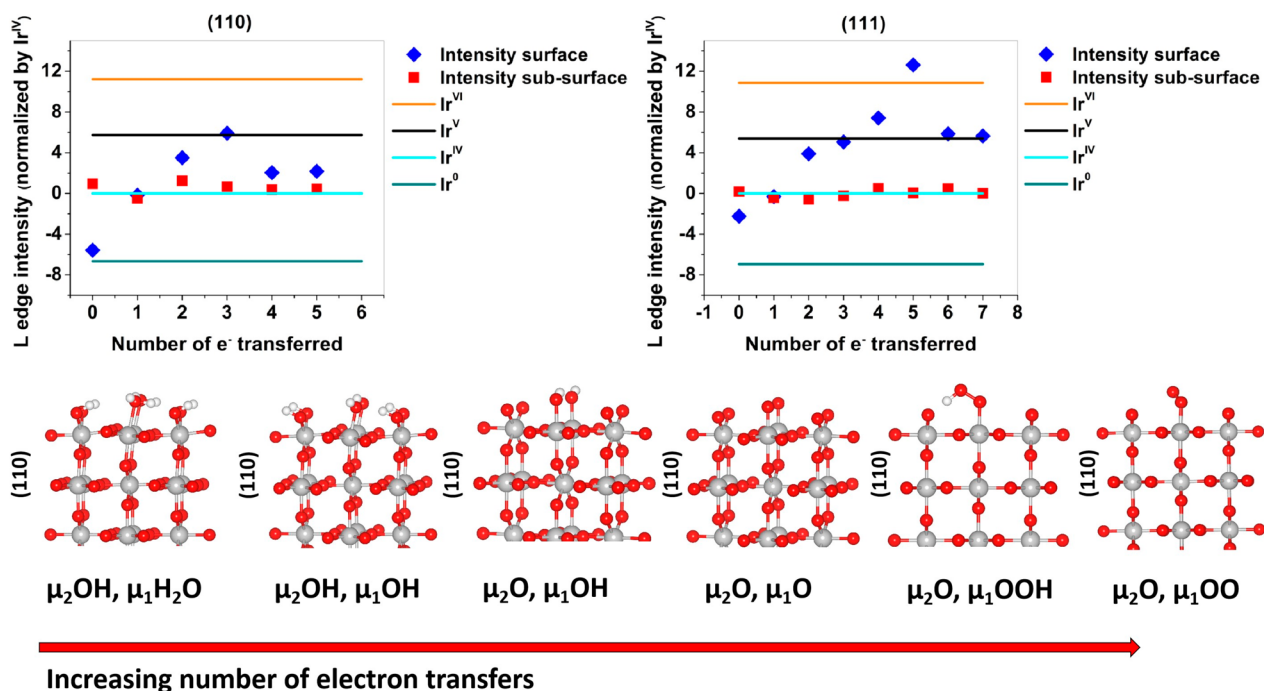 (110)
L edge intensity (normalized by Ir^IV)
12
8
4
0
-4
-8
0 1 2 3 4 5 6
Number of e⁻ transferred
Intensity surface
Intensity sub-surface
Ir^VI
Ir^V
Ir^IV
Ir^0
(111)
L edge intensity (normalized by Ir^IV)
12
8
4
0
-4
-8
-1 0 1 2 3 4 5 6 7 8
Number of e⁻ transferred
Intensity surface
Intensity sub-surface
Ir^VI
Ir^V
Ir^IV
Ir^0
(110) (110) (110) (110) (110) (110)
μ₂OH, μ₁H₂O μ₂OH, μ₁OH μ₂O, μ₁OH μ₂O, μ₁O μ₂O, μ₁OOH μ₂O, μ₁OO
Increasing number of electron transfers